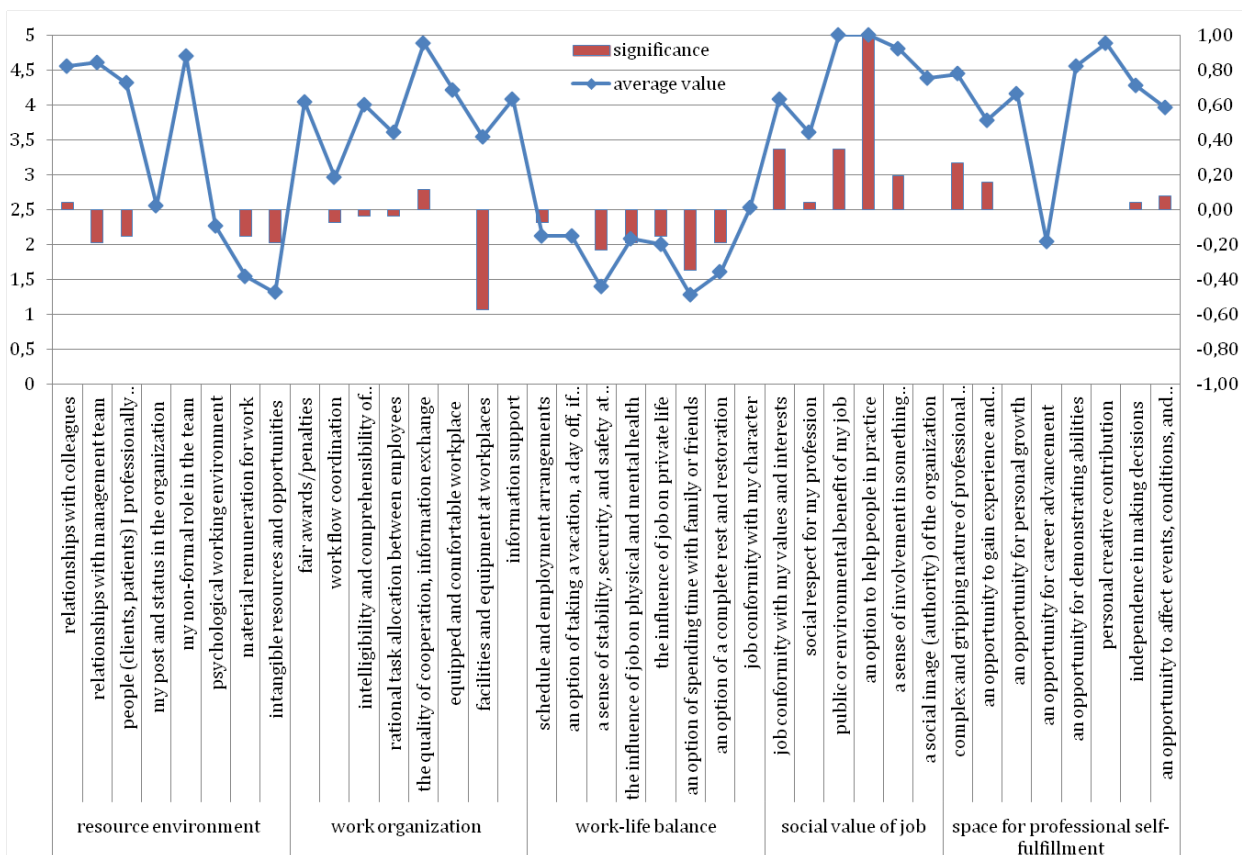 5
4,5
4
3,5
3
2,5
2
1,5
1
0,5
0
1,00
0,80
0,60
0,40
0,20
0,00
-0,20
-0,40
-0,60
-0,80
-1,00
significance
average value
relationships with colleagues
relationships with management team
people (clients, patients) I professionally…
my post and status in the organization
my non-formal role in the team
psychological working environment
material remuneration for work
intangible resources and opportunities
fair awards/penalties
work flow coordination
intelligibility and comprehensibility of…
rational task allocation between employees
the quality of cooperation, information exchange
equipped and comfortable workplace
facilities and equipment at workplaces
information support
schedule and employment arrangements
an option of taking a vacation, a day off, if…
a sense of stability, security, and safety at…
the influence of job on physical and mental health
the influence of job on private life
an option of spending time with family or friends
an option of a complete rest and restoration
job conformity with my character
job conformity with my values and interests
social respect for my profession
public or environmental benefit of my job
an option to help people in practice
a sense of involvement in something…
a social image (authority) of the organization
complex and gripping nature of professional…
an opportunity to gain experience and…
an opportunity for personal growth
an opportunity for career advancement
an opportunity for demonstrating abilities
personal creative contribution
independence in making decisions
an opportunity to affect events, conditions, and…
resource environment
work organization
work-life balance
social value of job
space for professional self-
fulfillment